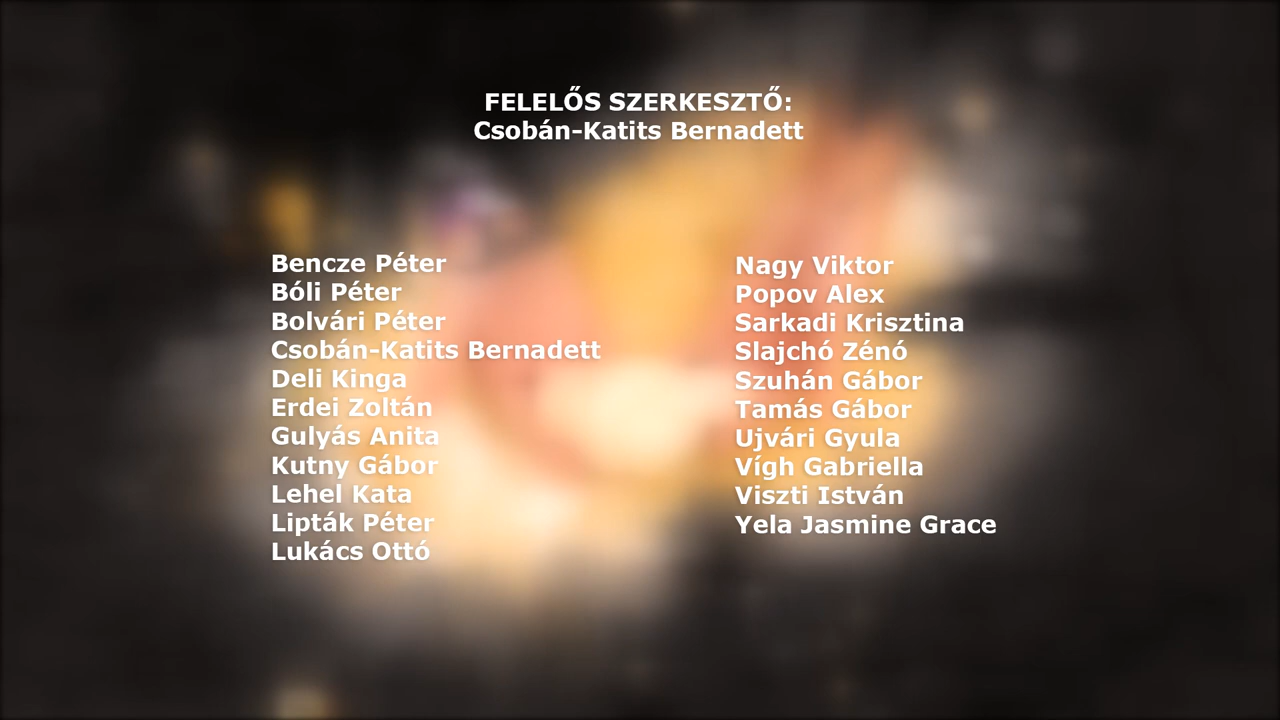 FELELŐS SZERKESZTŐ:
Csobán-Katits Bernadett
Bencze Péter
Bóli Péter
Bolvári Péter
Csobán-Katits Bernadett
Deli Kinga
Erdei Zoltán
Gulyás Anita
Kutny Gábor
Lehel Kata
Lipták Péter
Lukács Ottó
Nagy Viktor
Popov Alex
Sarkadi Krisztina
Slajchó Zénó
Szuhán Gábor
Tamás Gábor
Ujvári Gyula
Vígh Gabriella
Viszti István
Yela Jasmine Grace